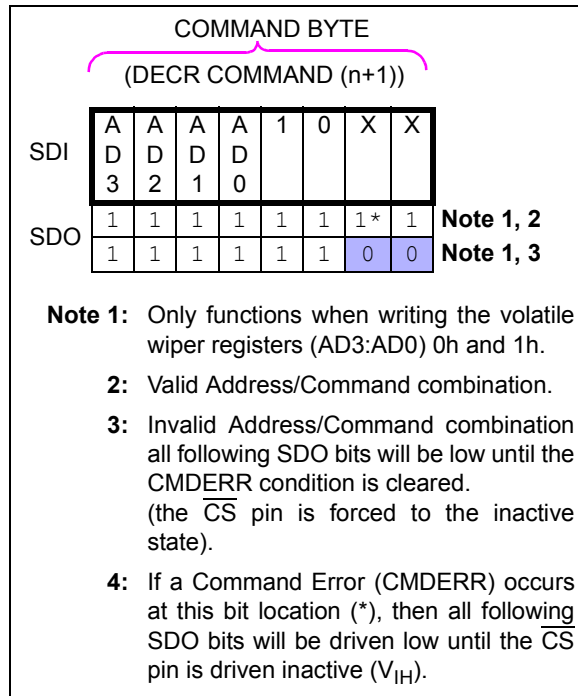 COMMAND BYTE
(DECR COMMAND (n+1))
SDI
A A A A 1 0 X X
D D D D
3 2 1 0
SDO
1 1 1 1 1 1 1* 1 Note 1, 2
1 1 1 1 1 1 0 0 Note 1, 3
Note 1: Only functions when writing the volatile
wiper registers (AD3:AD0) 0h and 1h.
2: Valid Address/Command combination.
3: Invalid Address/Command combination
all following SDO bits will be low until the
CMDERR condition is cleared.
(the CS pin is forced to the inactive
state).
4: If a Command Error (CMDERR) occurs
at this bit location (*), then all following
SDO bits will be driven low until the CS
pin is driven inactive (VIH).